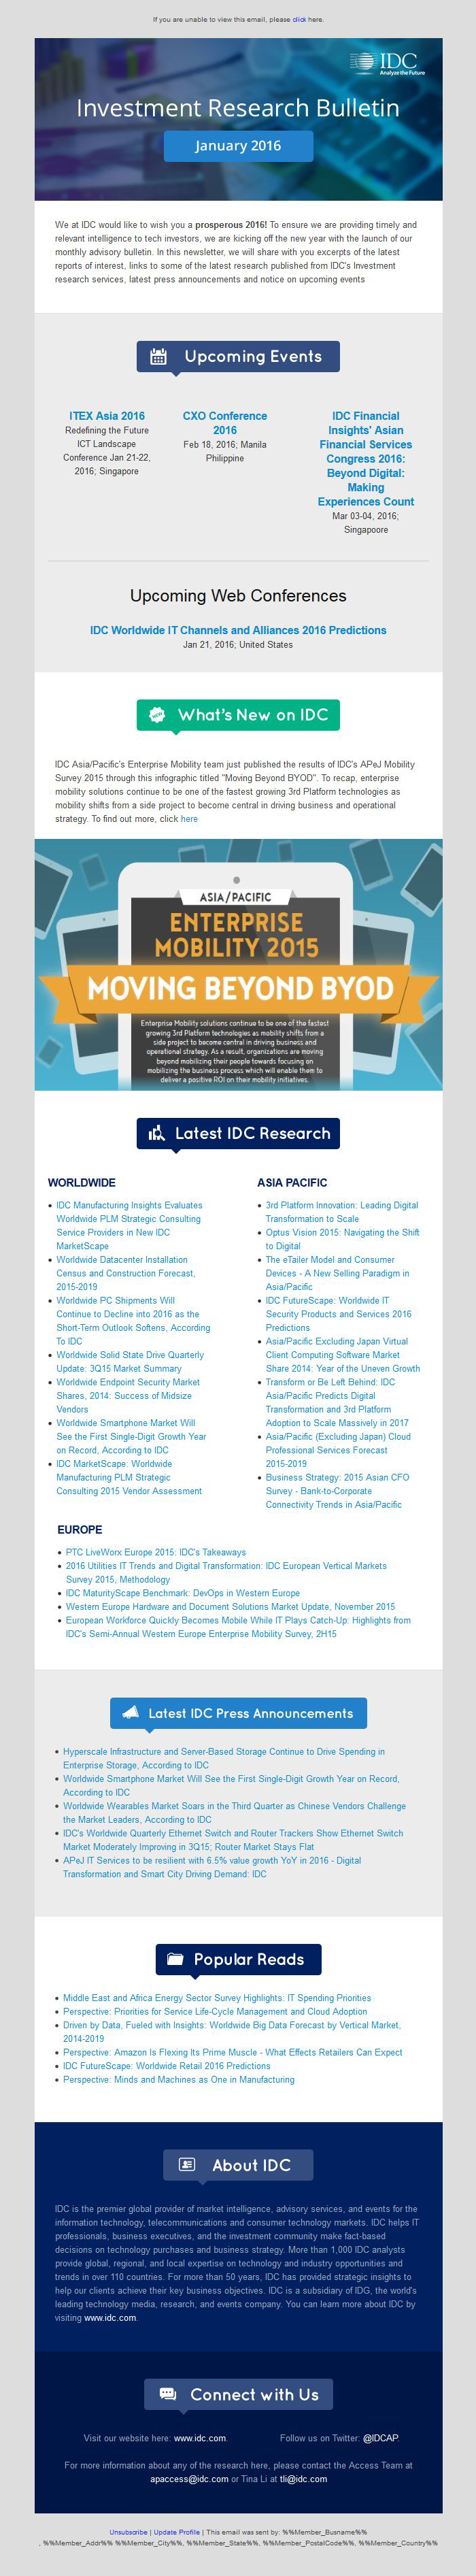 If you are unable to view this email, please click here.
IDC
Analyze the Future
Investment Research Bulletin
January 2016
We at IDC would like to wish you a prosperous 2016! To ensure we are providing timely and
relevant intelligence to tech investors, we are kicking off the new year with the launch of our
monthly advisory bulletin. In this newsletter, we will share with you excerpts of the latest
reports of interest, links to some of the latest research published from IDC's Investment
research services, latest press announcements and notice on upcoming events
Upcoming Events
ITEX Asia 2016
Redefining the Future
ICT Landscape
Conference Jan 21-22,
2016; Singapore
CXO Conference
2016
Feb 18, 2016; Manila
Philippine
IDC Financial
Insights' Asian
Financial Services
Congress 2016:
Beyond Digital:
Making
Experiences Count
Mar 03-04, 2016;
Singapoore
Upcoming Web Conferences
IDC Worldwide IT Channels and Alliances 2016 Predictions
Jan 21, 2016; United States
What's New on IDC
IDC Asia/Pacific's Enterprise Mobility team just published the results of IDC's APeJ Mobility
Survey 2015 through this infographic titled "Moving Beyond BYOD". To recap, enterprise
mobility solutions continue to be one of the fastest growing 3rd Platform technologies as
mobility shifts from a side project to become central in driving business and operational
strategy. To find out more, click here
ASIA/PACIFIC
ENTERPRISE
MOBILITY 2015
MOVING BEYOND BYOD
Enterprise Mobility solutions continue to be one of the fastest
growing 3rd Platform technologies as mobility shifts from a
side project to become central in driving business and
operational strategy. As a result, organizations are moving
beyond mobilizing their people towards focusing on
mobilizing the business process which will enable them to
deliver a positive ROI on their mobility initiatives.
Latest IDC Research
WORLDWIDE
• IDC Manufacturing Insights Evaluates
Worldwide PLM Strategic Consulting
Service Providers in New IDC
MarketScape
• Worldwide Datacenter Installation
Census and Construction Forecast,
2015-2019
• Worldwide PC Shipments Will
Continue to Decline into 2016 as the
Short-Term Outlook Softens, According
To IDC
• Worldwide Solid State Drive Quarterly
Update: 3Q15 Market Summary
• Worldwide Endpoint Security Market
Shares, 2014: Success of Midsize
Vendors
• Worldwide Smartphone Market Will
See the First Single-Digit Growth Year
on Record, According to IDC
• IDC MarketScape: Worldwide
Manufacturing PLM Strategic
Consulting 2015 Vendor Assessment
ASIA PACIFIC
• 3rd Platform Innovation: Leading Digital
Transformation to Scale
• Optus Vision 2015: Navigating the Shift
to Digital
• The eTailer Model and Consumer
Devices - A New Selling Paradigm in
Asia/Pacific
• IDC FutureScape: Worldwide IT
Security Products and Services 2016
Predictions
• Asia/Pacific Excluding Japan Virtual
Client Computing Software Market
Share 2014: Year of the Uneven Growth
• Transform or Be Left Behind: IDC
Asia/Pacific Predicts Digital
Transformation and 3rd Platform
Adoption to Scale Massively in 2017
• Asia/Pacific (Excluding Japan) Cloud
Professional Services Forecast
2015-2019
• Business Strategy: 2015 Asian CFO
Survey - Bank-to-Corporate
Connectivity Trends in Asia/Pacific
EUROPE
• PTC LiveWorx Europe 2015: IDC's Takeaways
• 2016 Utilities IT Trends and Digital Transformation: IDC European Vertical Markets
Survey 2015, Methodology
• IDC MaturityScape Benchmark: DevOps in Western Europe
• Western Europe Hardware and Document Solutions Market Update, November 2015
• European Workforce Quickly Becomes Mobile While IT Plays Catch-Up: Highlights from
IDC's Semi-Annual Western Europe Enterprise Mobility Survey, 2H15
Latest IDC Press Announcements
• Hyperscale Infrastructure and Server-Based Storage Continue to Drive Spending in
Enterprise Storage, According to IDC
• Worldwide Smartphone Market Will See the First Single-Digit Growth Year on Record,
According to IDC
• Worldwide Wearables Market Soars in the Third Quarter as Chinese Vendors Challenge
the Market Leaders, According to IDC
• IDC's Worldwide Quarterly Ethernet Switch and Router Trackers Show Ethernet Switch
Market Moderately Improving in 3Q15; Router Market Stays Flat
• APeJ IT Services to be resilient with 6.5% value growth YoY in 2016 - Digital
Transformation and Smart City Driving Demand: IDC
Popular Reads
• Middle East and Africa Energy Sector Survey Highlights: IT Spending Priorities
• Perspective: Priorities for Service Life-Cycle Management and Cloud Adoption
• Driven by Data, Fueled with Insights: Worldwide Big Data Forecast by Vertical Market,
2014-2019
• Perspective: Amazon Is Flexing Its Prime Muscle - What Effects Retailers Can Expect
• IDC FutureScape: Worldwide Retail 2016 Predictions
• Perspective: Minds and Machines as One in Manufacturing
About IDC
IDC is the premier global provider of market intelligence, advisory services, and events for the
information technology, telecommunications and consumer technology markets. IDC helps IT
professionals, business executives, and the investment community make fact-based
decisions on technology purchases and business strategy. More than 1,000 IDC analysts
provide global, regional, and local expertise on technology and industry opportunities and
trends in over 110 countries. For more than 50 years, IDC has provided strategic insights to
help our clients achieve their key business objectives. IDC is a subsidiary of IDG, the world's
leading technology media, research, and events company. You can learn more about IDC by
visiting www.idc.com.
Connect with Us
Visit our website here: www.idc.com.
Follow us on Twitter: @IDCAP.
For more information about any of the research here, please contact the Access Team at
apaccess@idc.com or Tina Li at tli@idc.com
Unsubscribe | Update Profile | This email was sent by: %%Member_Busname%%
, %%Member_Addr%% %%Member_City%%, %%Member_State%%, %%Member_PostalCode%%, %%Member_Country%%